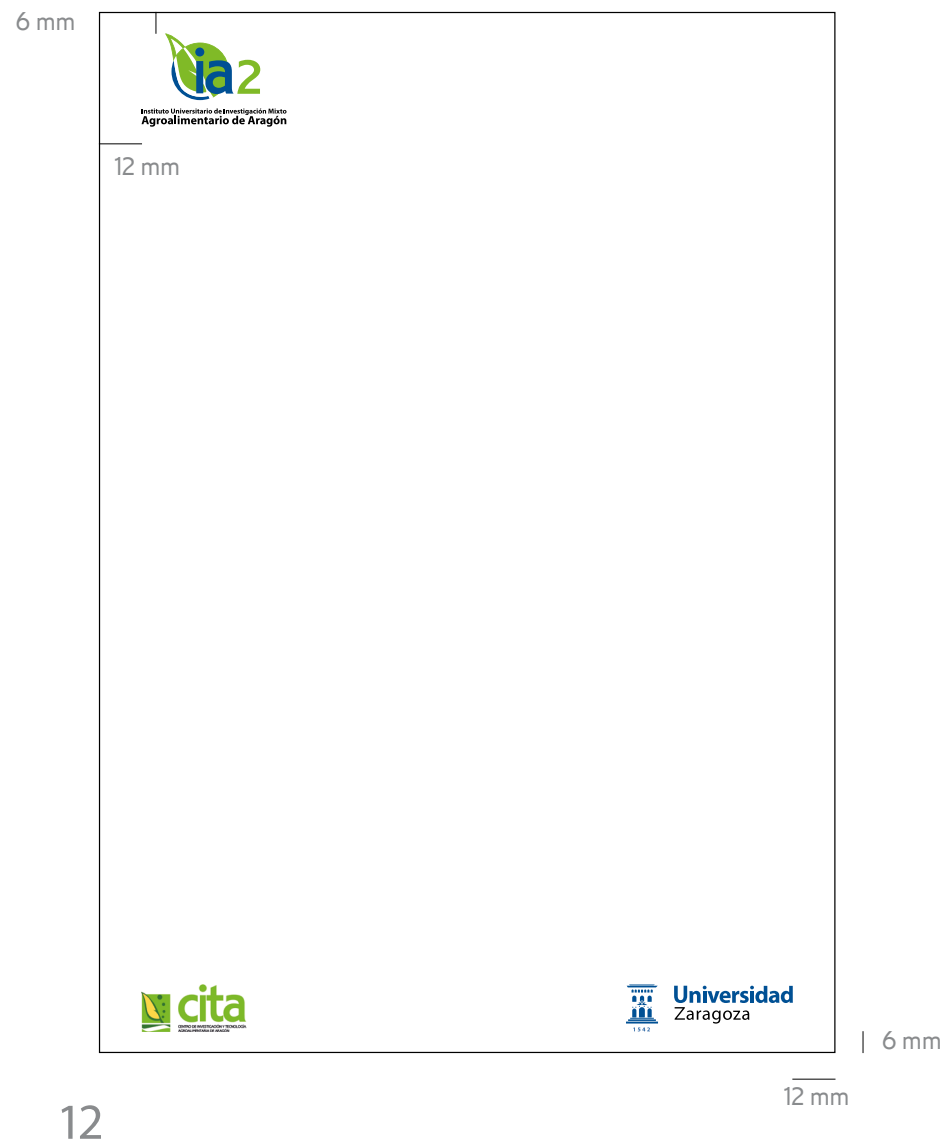 6 mm
ia2
Instituto Universitario de Investigación Mixto
Agroalimentario de Aragón
12 mm
cita
CENTRO DE INVESTIGACIÓN Y TECNOLOGÍA
AGROALIMENTARIA DE ARAGÓN
Universidad
Zaragoza
1542
6 mm
12 mm
12